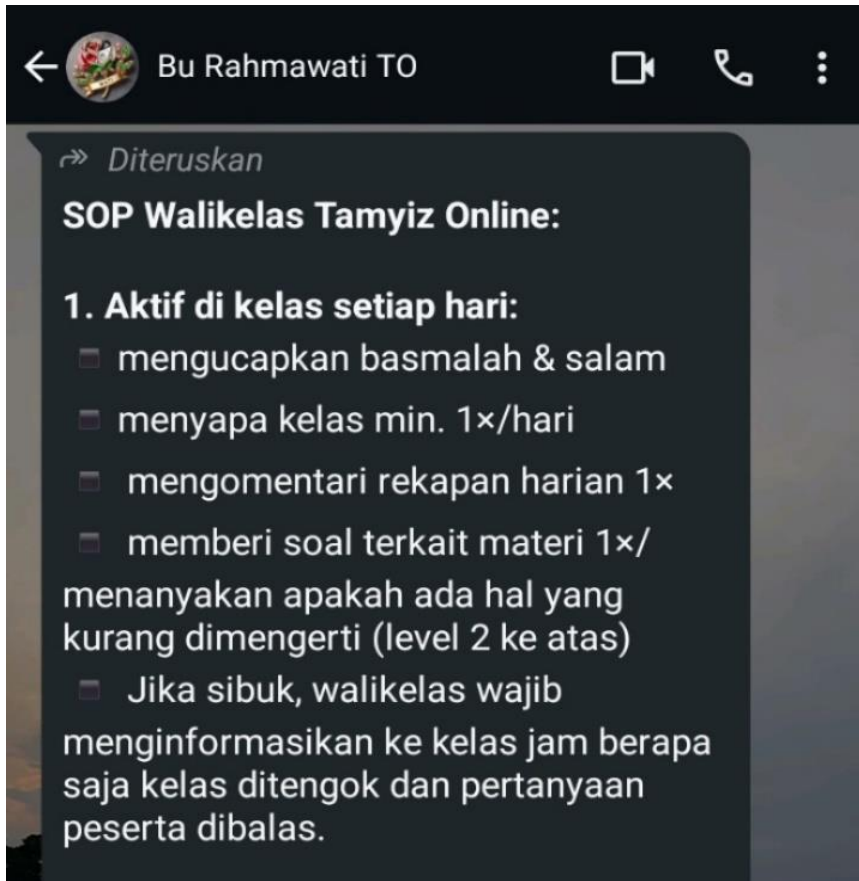 Bu Rahmawati TO
Diteruskan
SOP Walikelas Tamyiz Online:
1. Aktif di kelas setiap hari:
▪ mengucapkan basmalah & salam
▪ menyapa kelas min. 1×/hari
▪ mengomentari rekapan harian 1×
▪ memberi soal terkait materi 1×/
menanyakan apakah ada hal yang
kurang dimengerti (level 2 ke atas)
▪ Jika sibuk, walikelas wajib
menginformasikan ke kelas jam berapa
saja kelas ditengok dan pertanyaan
peserta dibalas.